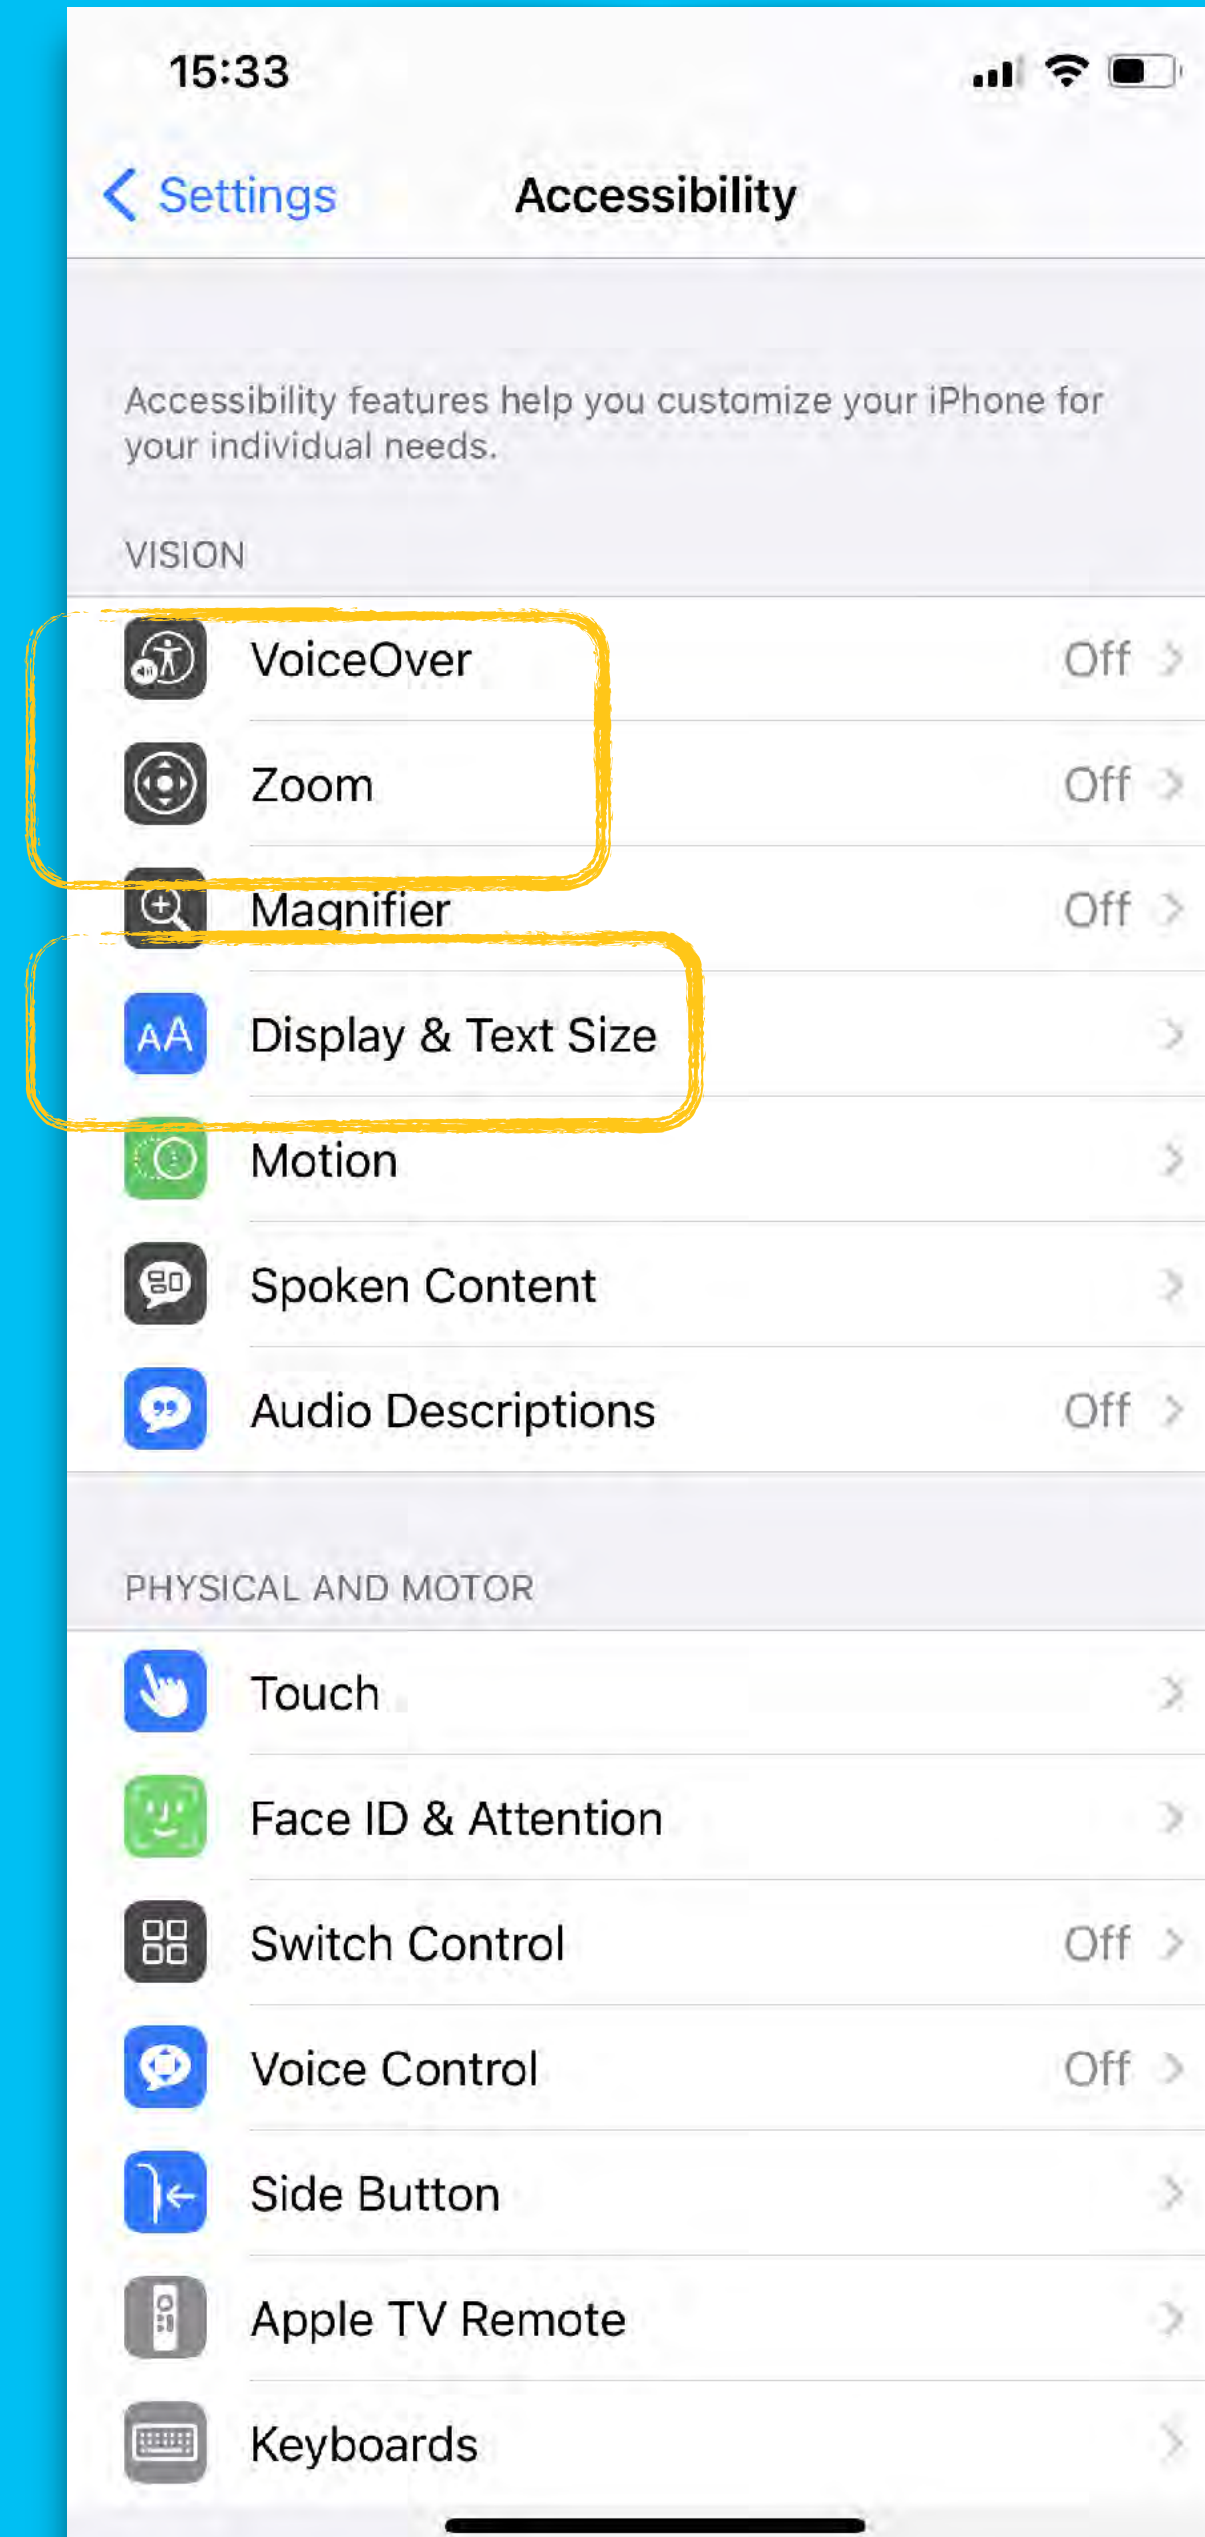 15:33
Settings Accessibility
Accessibility features help you customize your iPhone for
your individual needs.
VISION
VoiceOver Off
Zoom Off
Magnifier Off
AA Display & Text Size
Motion
Spoken Content
Audio Descriptions Off
PHYSICAL AND MOTOR
Touch
Face ID & Attention
Switch Control Off
Voice Control Off
Side Button
Apple TV Remote
Keyboards